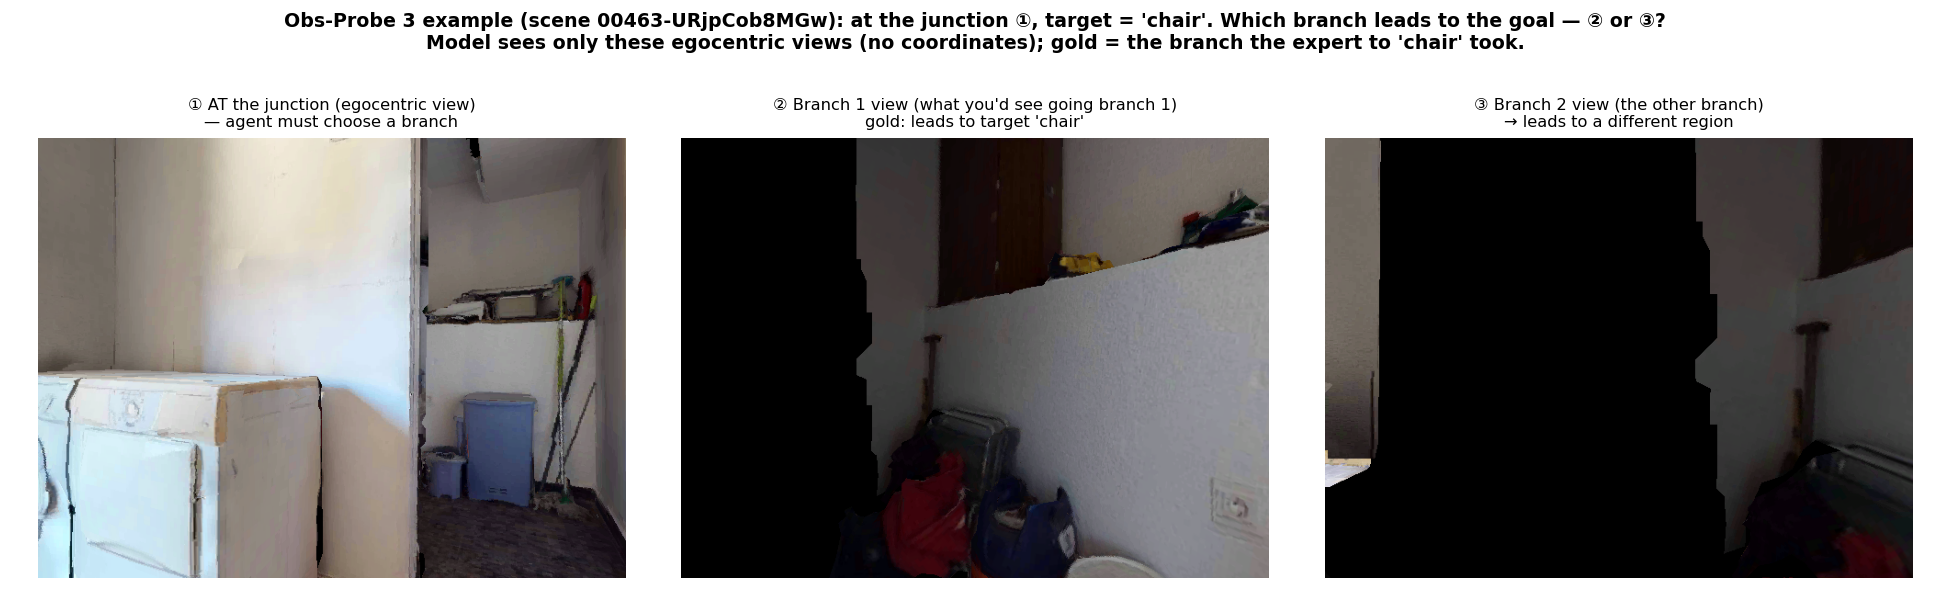 Obs-Probe 3 example (scene 00463-URjpCob8MGw): at the junction ①, target = 'chair'. Which branch leads to the goal — ② or ③?
Model sees only these egocentric views (no coordinates); gold = the branch the expert to 'chair' took.
① AT the junction (egocentric view)
— agent must choose a branch
② Branch 1 view (what you'd see going branch 1)
gold: leads to target 'chair'
③ Branch 2 view (the other branch)
→ leads to a different region